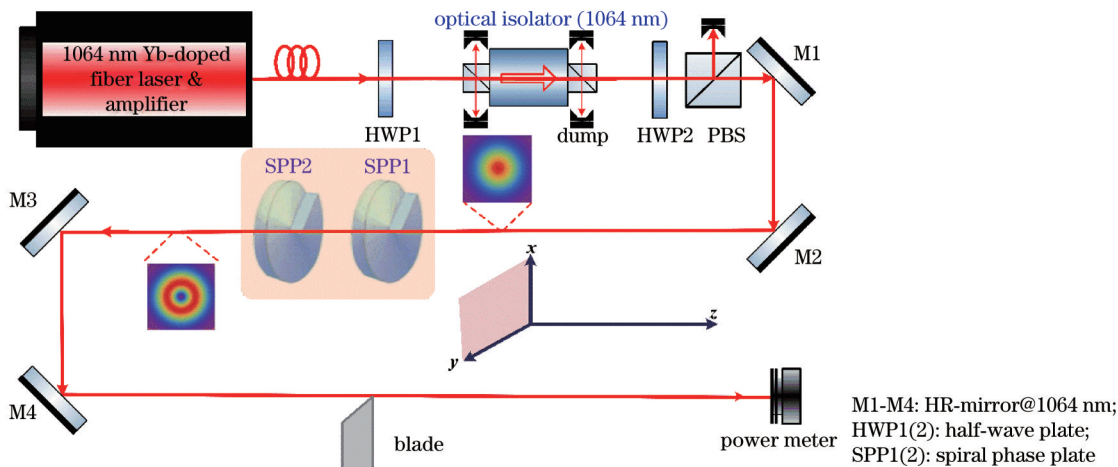 optical isolator (1064 nm)
1064 nm Yb-doped
fiber laser &
amplifier
M1
HWP1
dump
HWP2
PBS
SPP2
SPP1
M3
M2
x
z
y
M4
blade
power meter
M1-M4: HR-mirror@1064 nm;
HWP1(2): half-wave plate;
SPP1(2): spiral phase plate